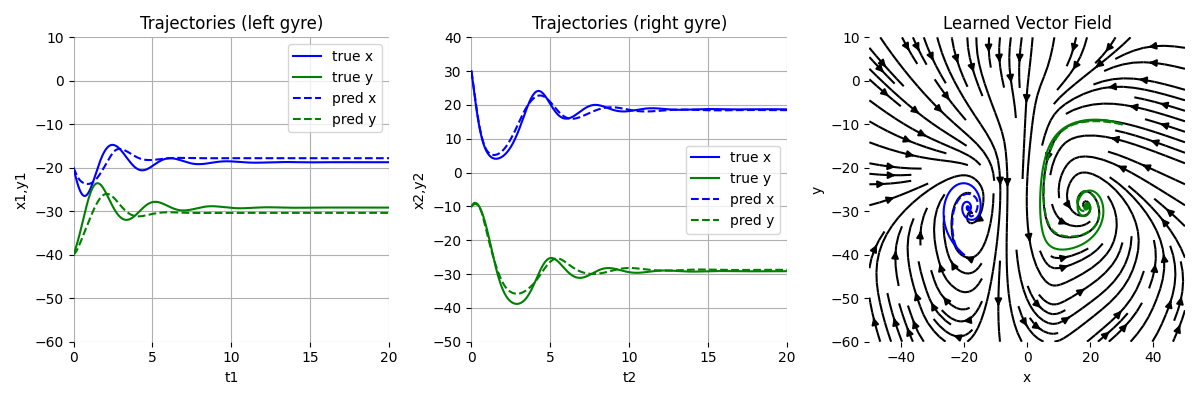 Trajectories (left gyre)
10
0
−10
−20
−30
−40
−50
−60
x1,y1
0
5
10
15
20
t1
true x
true y
pred x
pred y
Trajectories (right gyre)
40
30
20
10
0
−10
−20
−30
−40
−50
x2,y2
0
5
10
15
20
t2
true x
true y
pred x
pred y
Learned Vector Field
10
0
−10
−20
−30
−40
−50
−60
y
−40
−20
0
20
40
x